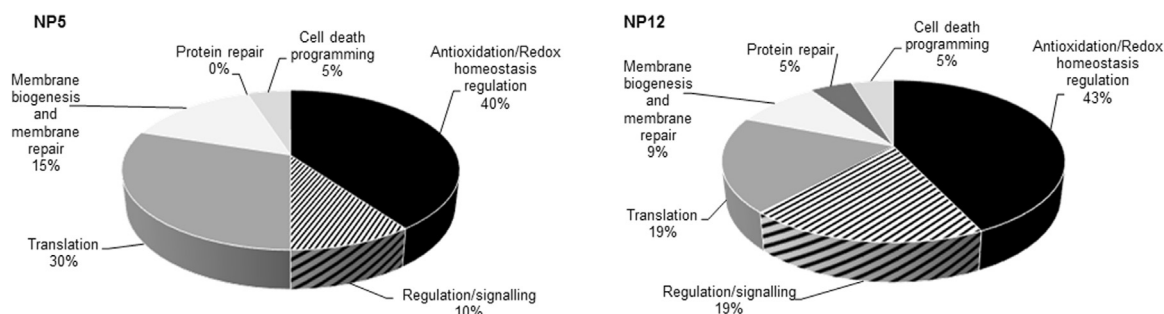 NP5
Cell death
programming
5%
Protein repair
0%
Antioxidation/Redox
homeostasis
regulation
40%
Membrane
biogenesis
and
membrane
repair
15%
Translation
30%
Regulation/signalling
10%
NP12
Cell death
programming
5%
Protein repair
5%
Antioxidation/Redox
homeostasis
regulation
43%
Membrane
biogenesis
and
membrane
repair
9%
Translation
19%
Regulation/signalling
19%